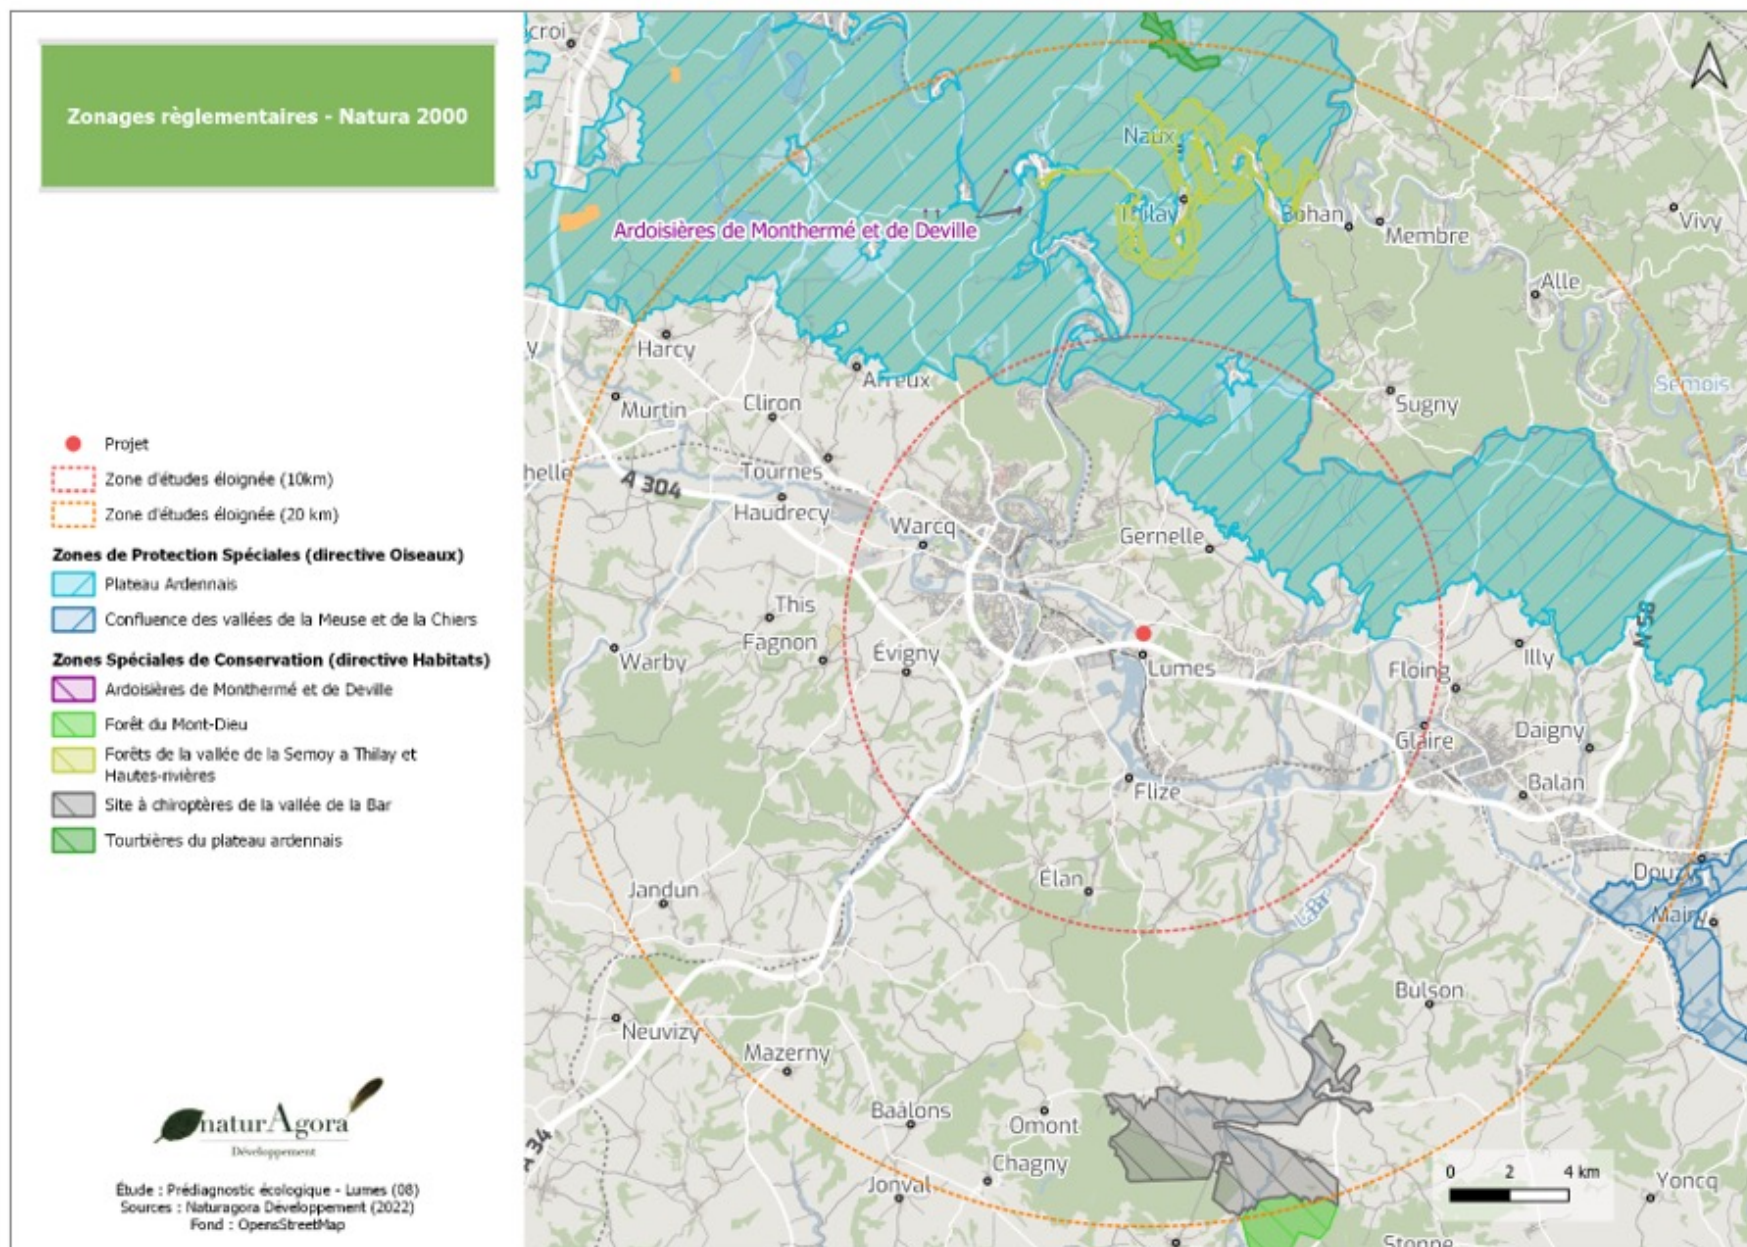 Zonages règlementaires - Natura 2000
Projet
Zone d'études éloignée (10km)
Zone d'études éloignée (20 km)
Zones de Protection Spéciales (directive Oiseaux)
Plateau Ardennais
Confluence des vallées de la Meuse et de la Chiers
Zones Spéciales de Conservation (directive Habitats)
Ardoisières de Monthermé et de Deville
Forêt du Mont-Dieu
Forêts de la vallée de la Semoy a Thilay et
Hautes-rivières
Site à chiroptères de la vallée de la Bar
Tourbières du plateau ardennais
naturAgora
Développement
Étude : Prédiagnostic écologique - Lumes (08)
Sources : Naturagora Développement (2022)
Fond : OpensStreetMap
croi
Naux
Thilay
Bohan
Membre
Vivy
Ardoisières de Monthermé et de Deville
Alle
Harcy
y
Arreux
Semois
Murtin
Cliron
Sugny
helle
Tournes
A 304
Haudrecy
Warcq
Gernelle
This
N 58
Fagnon
Évigny
Warby
Lumes
Floing
Illy
Glaire
Daigny
Flize
Balan
Jandun
Élan
Douzy
La Bar
Mairy
Bulson
Neuvizy
Mazerny
Baâlons
Omont
A 34
Chagny
Jonval
0 2 4 km
Yoncq
Stonne